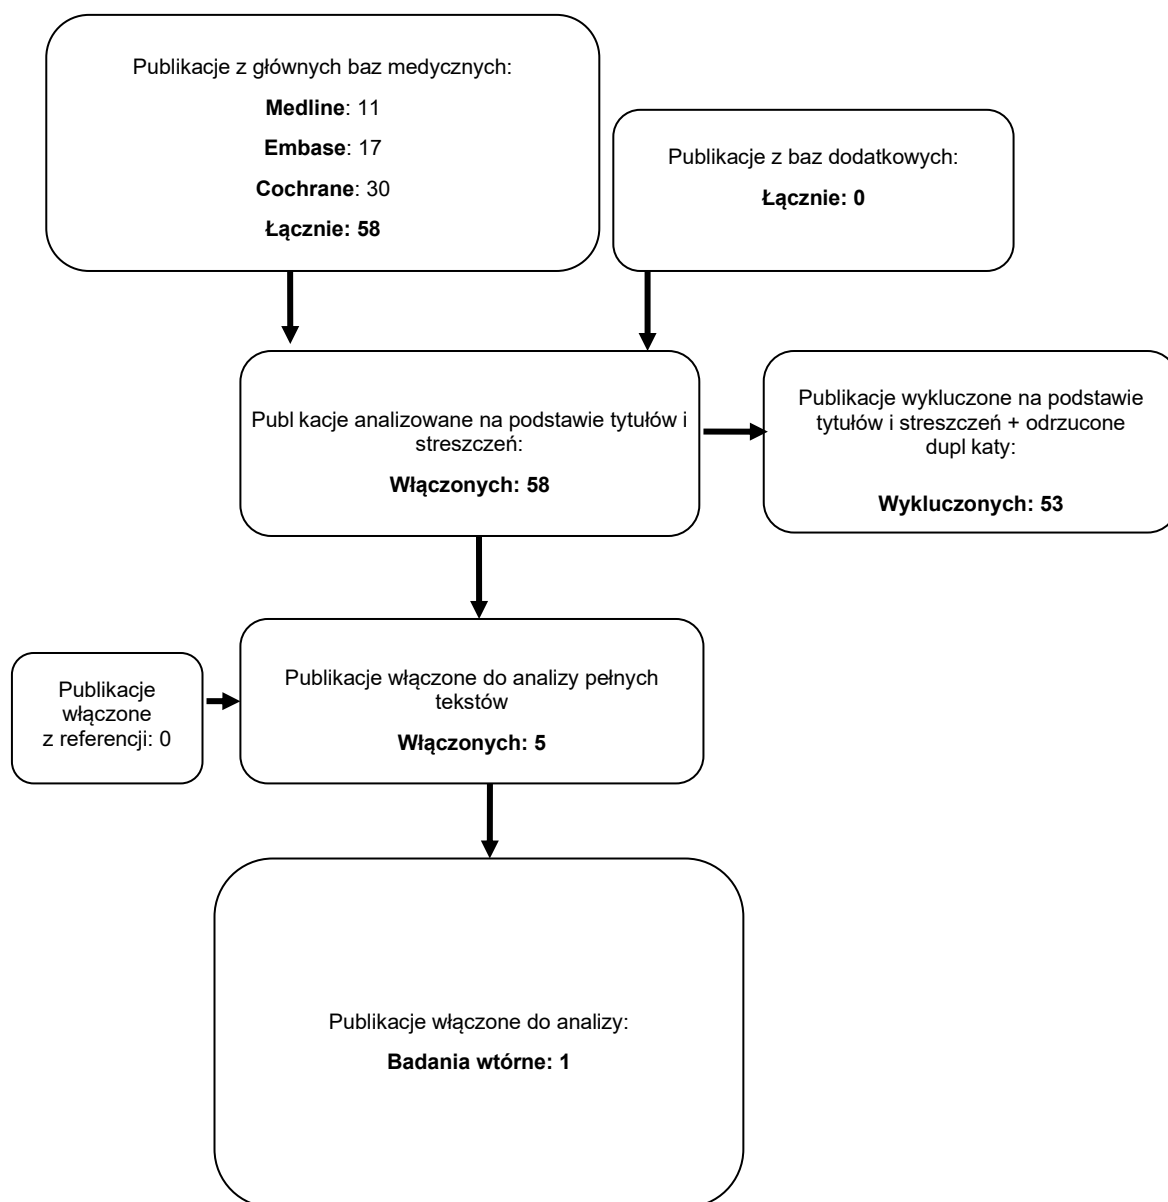 Publikacje z głównych baz medycznych:
Medline: 11
Embase: 17
Cochrane: 30
Łącznie: 58
Publikacje z baz dodatkowych:
Łącznie: 0
Publ kacje analizowane na podstawie tytułów i
streszczeń:
Włączonych: 58
Publikacje wykluczone na podstawie
tytułów i streszczeń + odrzucone
dupl katy:
Wykluczonych: 53
Publikacje
włączone
z referencji: 0
Publikacje włączone do analizy pełnych
tekstów
Włączonych: 5
Publikacje włączone do analizy:
Badania wtórne: 1